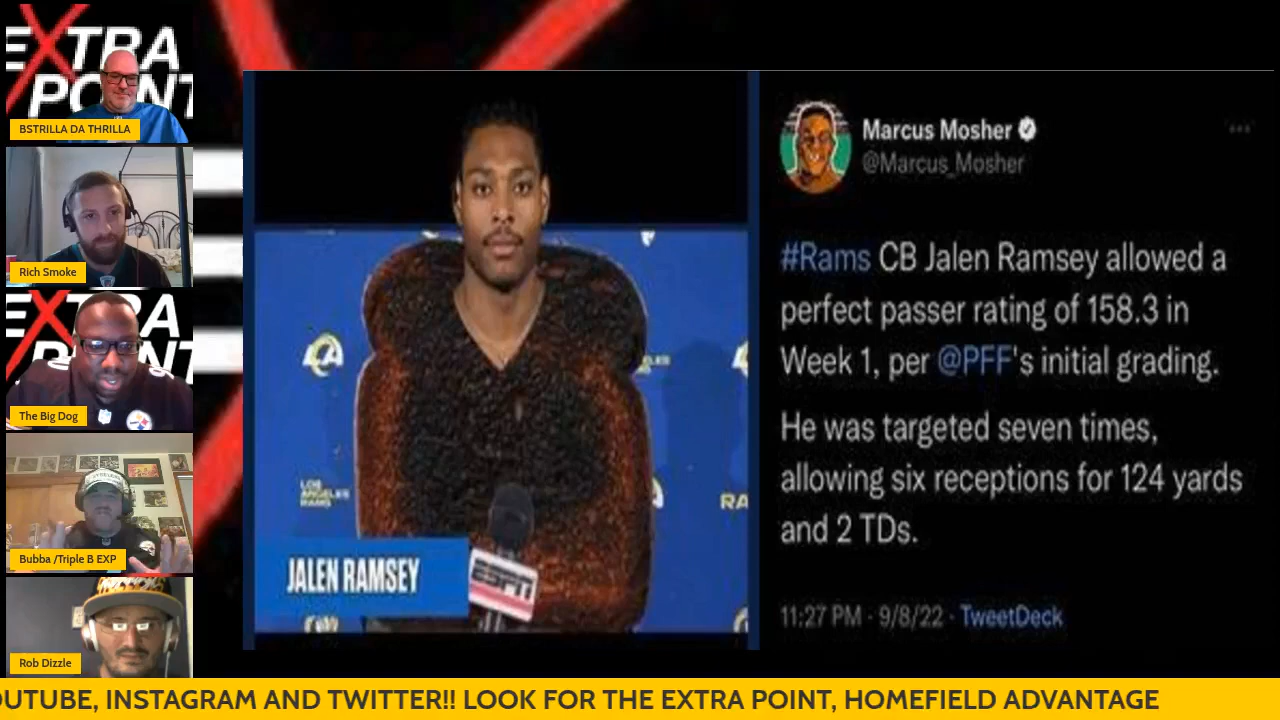 EXTRA
POINT
BSTRILLA DA THRILLA
Rich Smoke
EXTRA
POINT
The Big Dog
Bubba /Triple B EXP
Rob Dizzle
LOS
ANGELES
RAMS
RA
JALEN RAMSEY
ESPN
Marcus Mosher
@Marcus_Mosher
#Rams CB Jalen Ramsey allowed a
perfect passer rating of 158.3 in
Week 1, per @PFF's initial grading.
He was targeted seven times,
allowing six receptions for 124 yards
and 2 TDs.
11:27 PM · 9/8/22 · TweetDeck
OUTUBE, INSTAGRAM AND TWITTER!! LOOK FOR THE EXTRA POINT, HOMEFIELD ADVANTAGE